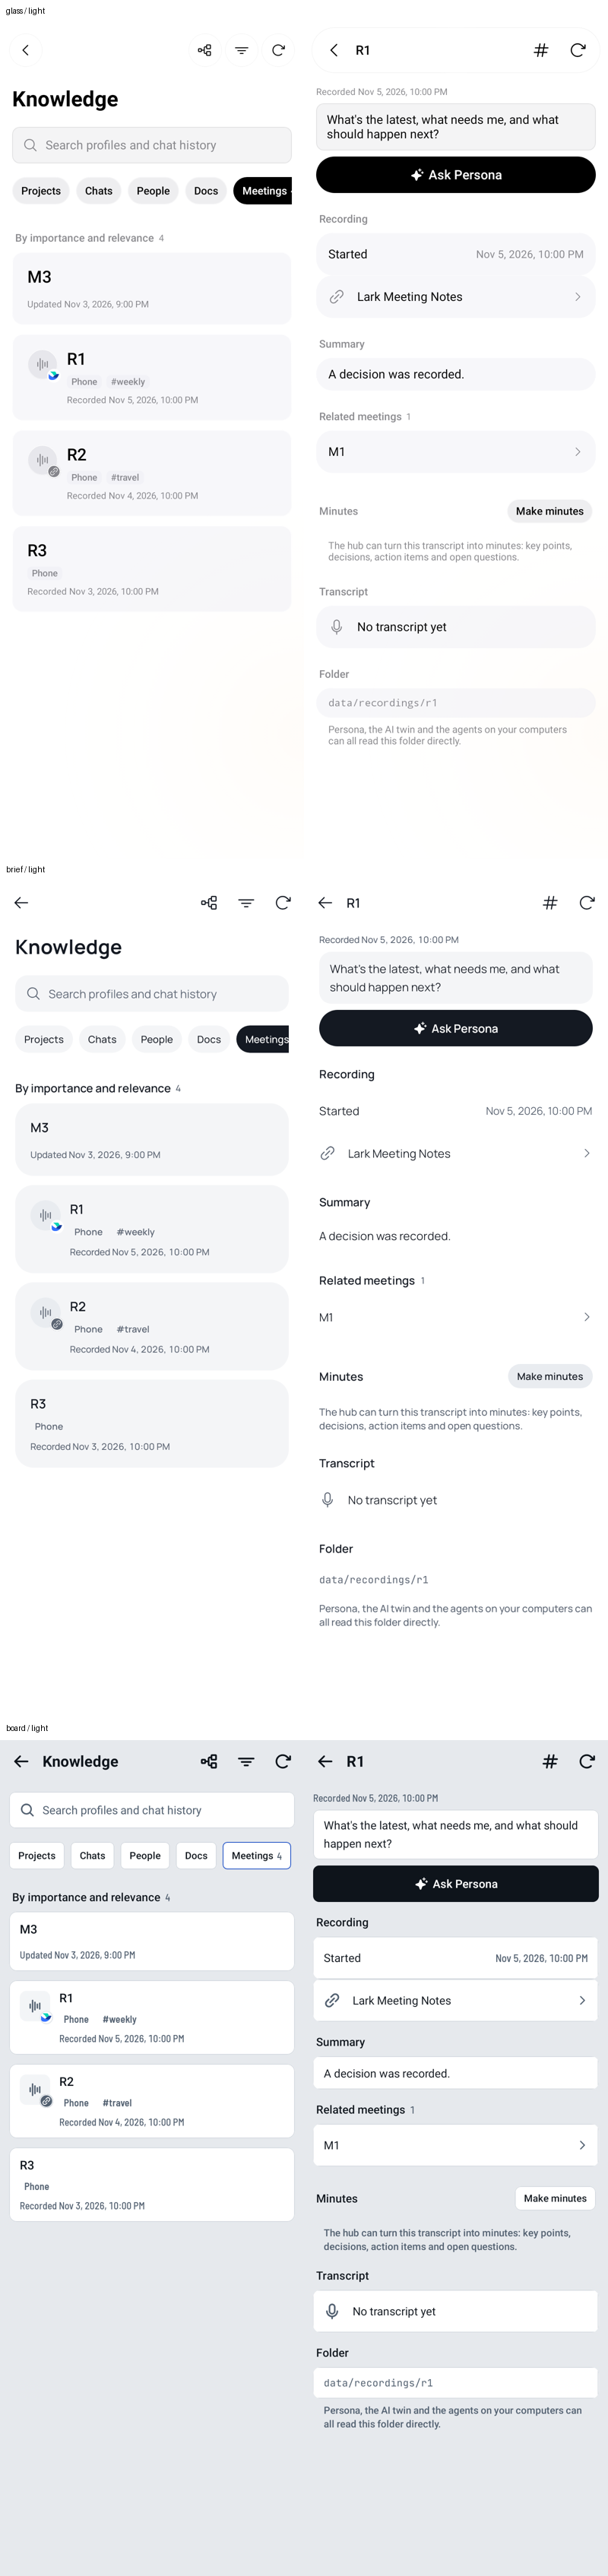 glass / light
Knowledge
Search profiles and chat history
Projects
Chats
People
Docs
Meetings
By importance and relevance 4
M3
Updated Nov 3, 2026, 9:00 PM
R1
Phone #weekly
Recorded Nov 5, 2026, 10:00 PM
R2
Phone #travel
Recorded Nov 4, 2026, 10:00 PM
R3
Phone
Recorded Nov 3, 2026, 10:00 PM
R1
Recorded Nov 5, 2026, 10:00 PM
What's the latest, what needs me, and what
should happen next?
Ask Persona
Recording
Started Nov 5, 2026, 10:00 PM
Lark Meeting Notes
Summary
A decision was recorded.
Related meetings 1
M1
Minutes Make minutes
The hub can turn this transcript into minutes: key points,
decisions, action items and open questions.
Transcript
No transcript yet
Folder
data/recordings/r1
Persona, the AI twin and the agents on your computers
can all read this folder directly.
brief / light
Knowledge
Search profiles and chat history
Projects
Chats
People
Docs
Meetings
By importance and relevance 4
M3
Updated Nov 3, 2026, 9:00 PM
R1
Phone #weekly
Recorded Nov 5, 2026, 10:00 PM
R2
Phone #travel
Recorded Nov 4, 2026, 10:00 PM
R3
Phone
Recorded Nov 3, 2026, 10:00 PM
R1
Recorded Nov 5, 2026, 10:00 PM
What's the latest, what needs me, and what
should happen next?
Ask Persona
Recording
Started Nov 5, 2026, 10:00 PM
Lark Meeting Notes
Summary
A decision was recorded.
Related meetings 1
M1
Minutes Make minutes
The hub can turn this transcript into minutes: key points,
decisions, action items and open questions.
Transcript
No transcript yet
Folder
data/recordings/r1
Persona, the AI twin and the agents on your computers can
all read this folder directly.
board / light
Knowledge
Search profiles and chat history
Projects
Chats
People
Docs
Meetings 4
By importance and relevance 4
M3
Updated Nov 3, 2026, 9:00 PM
R1
Phone #weekly
Recorded Nov 5, 2026, 10:00 PM
R2
Phone #travel
Recorded Nov 4, 2026, 10:00 PM
R3
Phone
Recorded Nov 3, 2026, 10:00 PM
R1
Recorded Nov 5, 2026, 10:00 PM
What's the latest, what needs me, and what should
happen next?
Ask Persona
Recording
Started Nov 5, 2026, 10:00 PM
Lark Meeting Notes
Summary
A decision was recorded.
Related meetings 1
M1
Minutes Make minutes
The hub can turn this transcript into minutes: key points,
decisions, action items and open questions.
Transcript
No transcript yet
Folder
data/recordings/r1
Persona, the AI twin and the agents on your computers can
all read this folder directly.